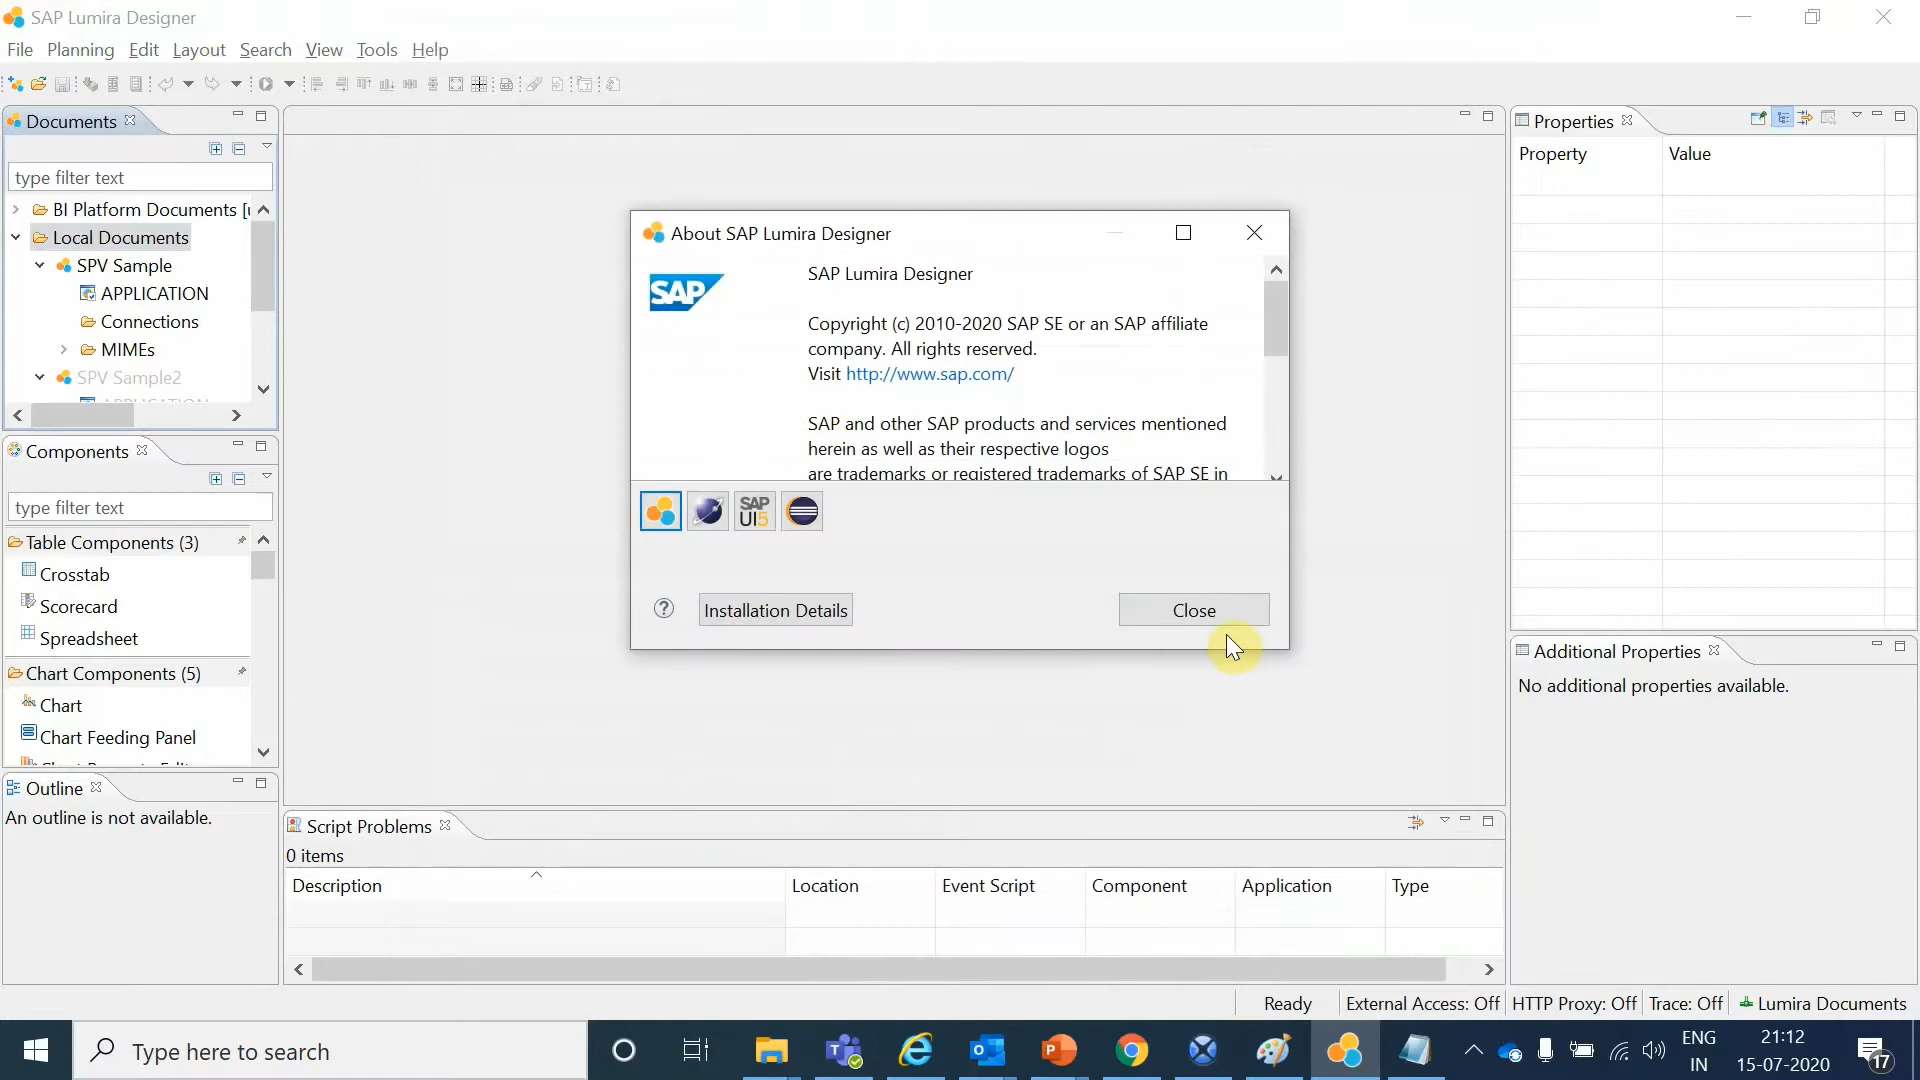 SAP Lumira Designer
File Planning Edit Layout Search View Tools Help
Documents
type filter text
BI Platform Documents [
Local Documents
SPV Sample
APPLICATION
Connections
MIMEs
SPV Sample2
Components
type filter text
Table Components (3)
Crosstab
Scorecard
Spreadsheet
Chart Components (5)
Chart
Chart Feeding Panel
Outline
An outline is not available.
About SAP Lumira Designer
SAP
SAP Lumira Designer
Copyright (c) 2010-2020 SAP SE or an SAP affiliate
company. All rights reserved.
Visit http://www.sap.com/
SAP and other SAP products and services mentioned
herein as well as their respective logos
are trademarks or registered trademarks of SAP SE in
SAP
UI5
Installation Details Close
Script Problems
0 items
Description Location Event Script Component Application Type
Properties
Property Value
Additional Properties
No additional properties available.
Ready External Access: Off HTTP Proxy: Off Trace: Off Lumira Documents
Type here to search
ENG
IN
21:12
15-07-2020
17